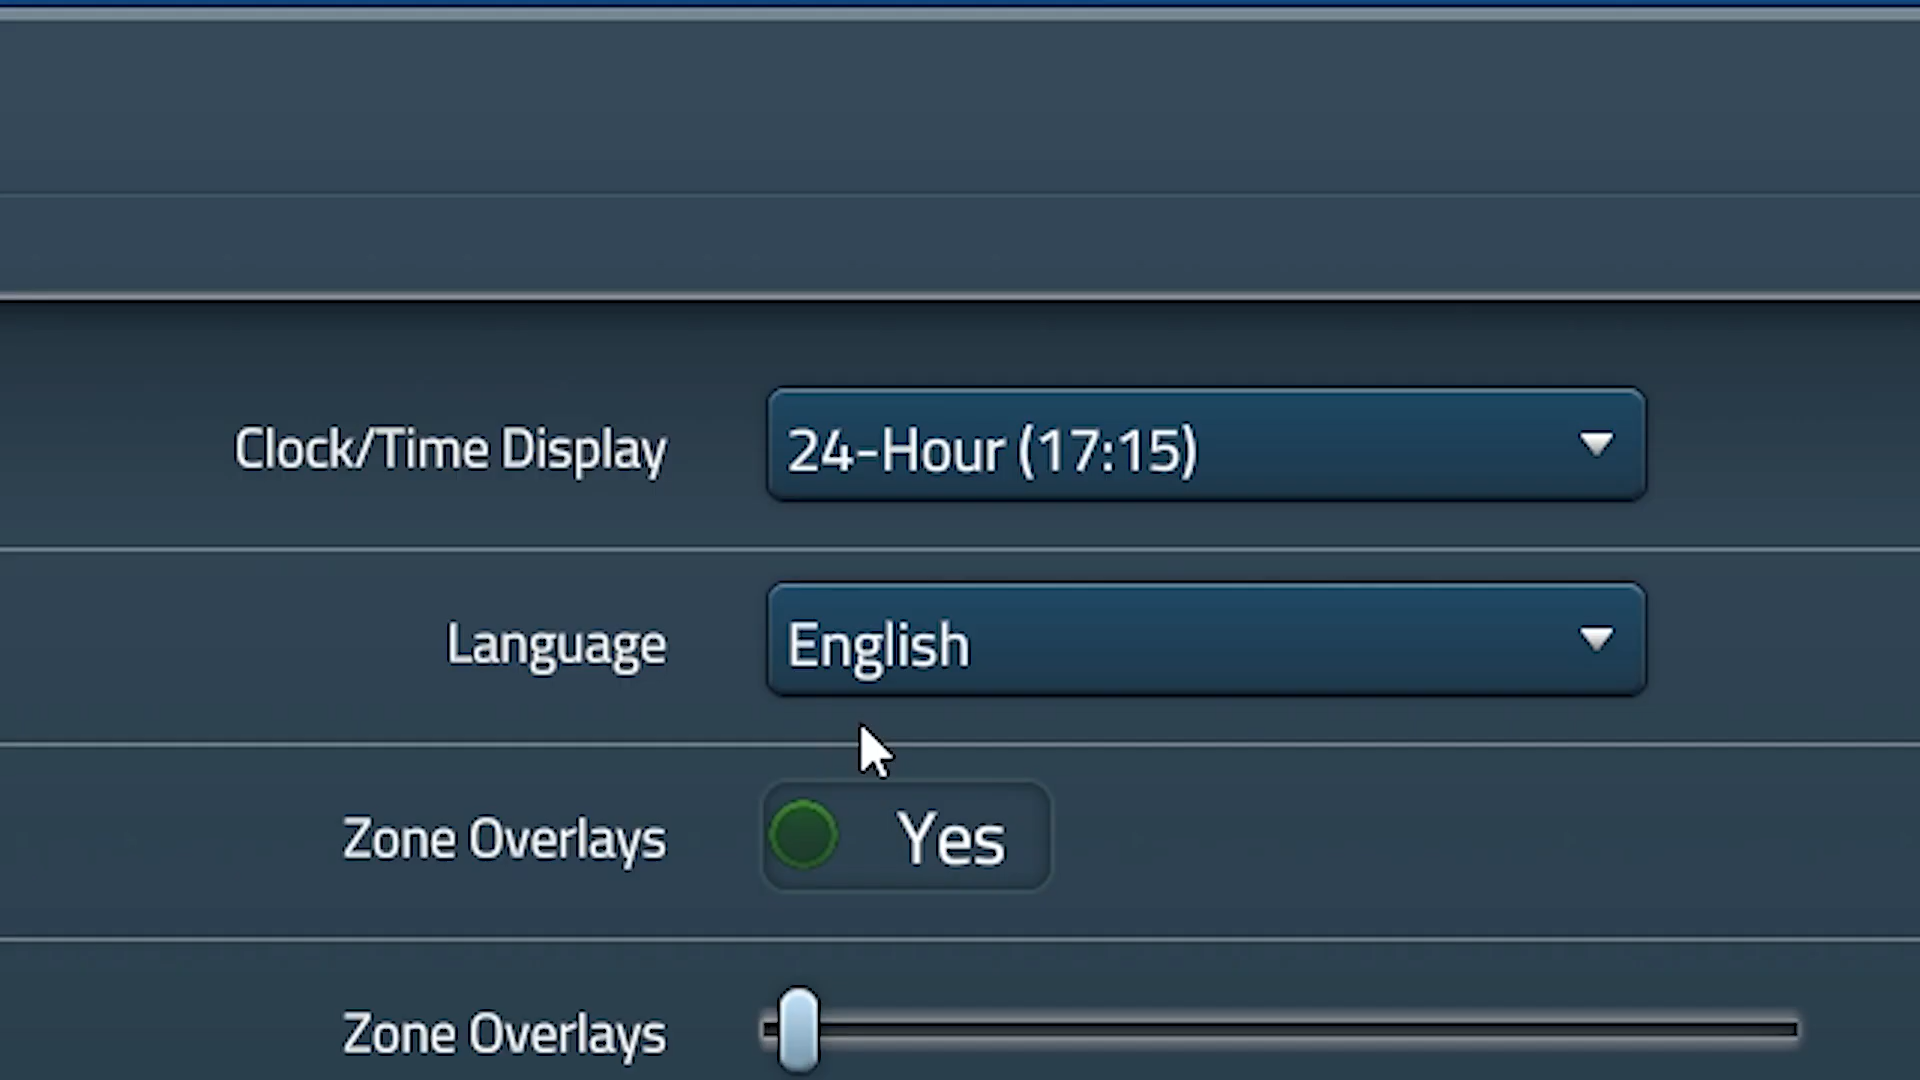 Clock/Time Display 24-Hour (17:15)
Language English
Zone Overlays Yes
Zone Overlays